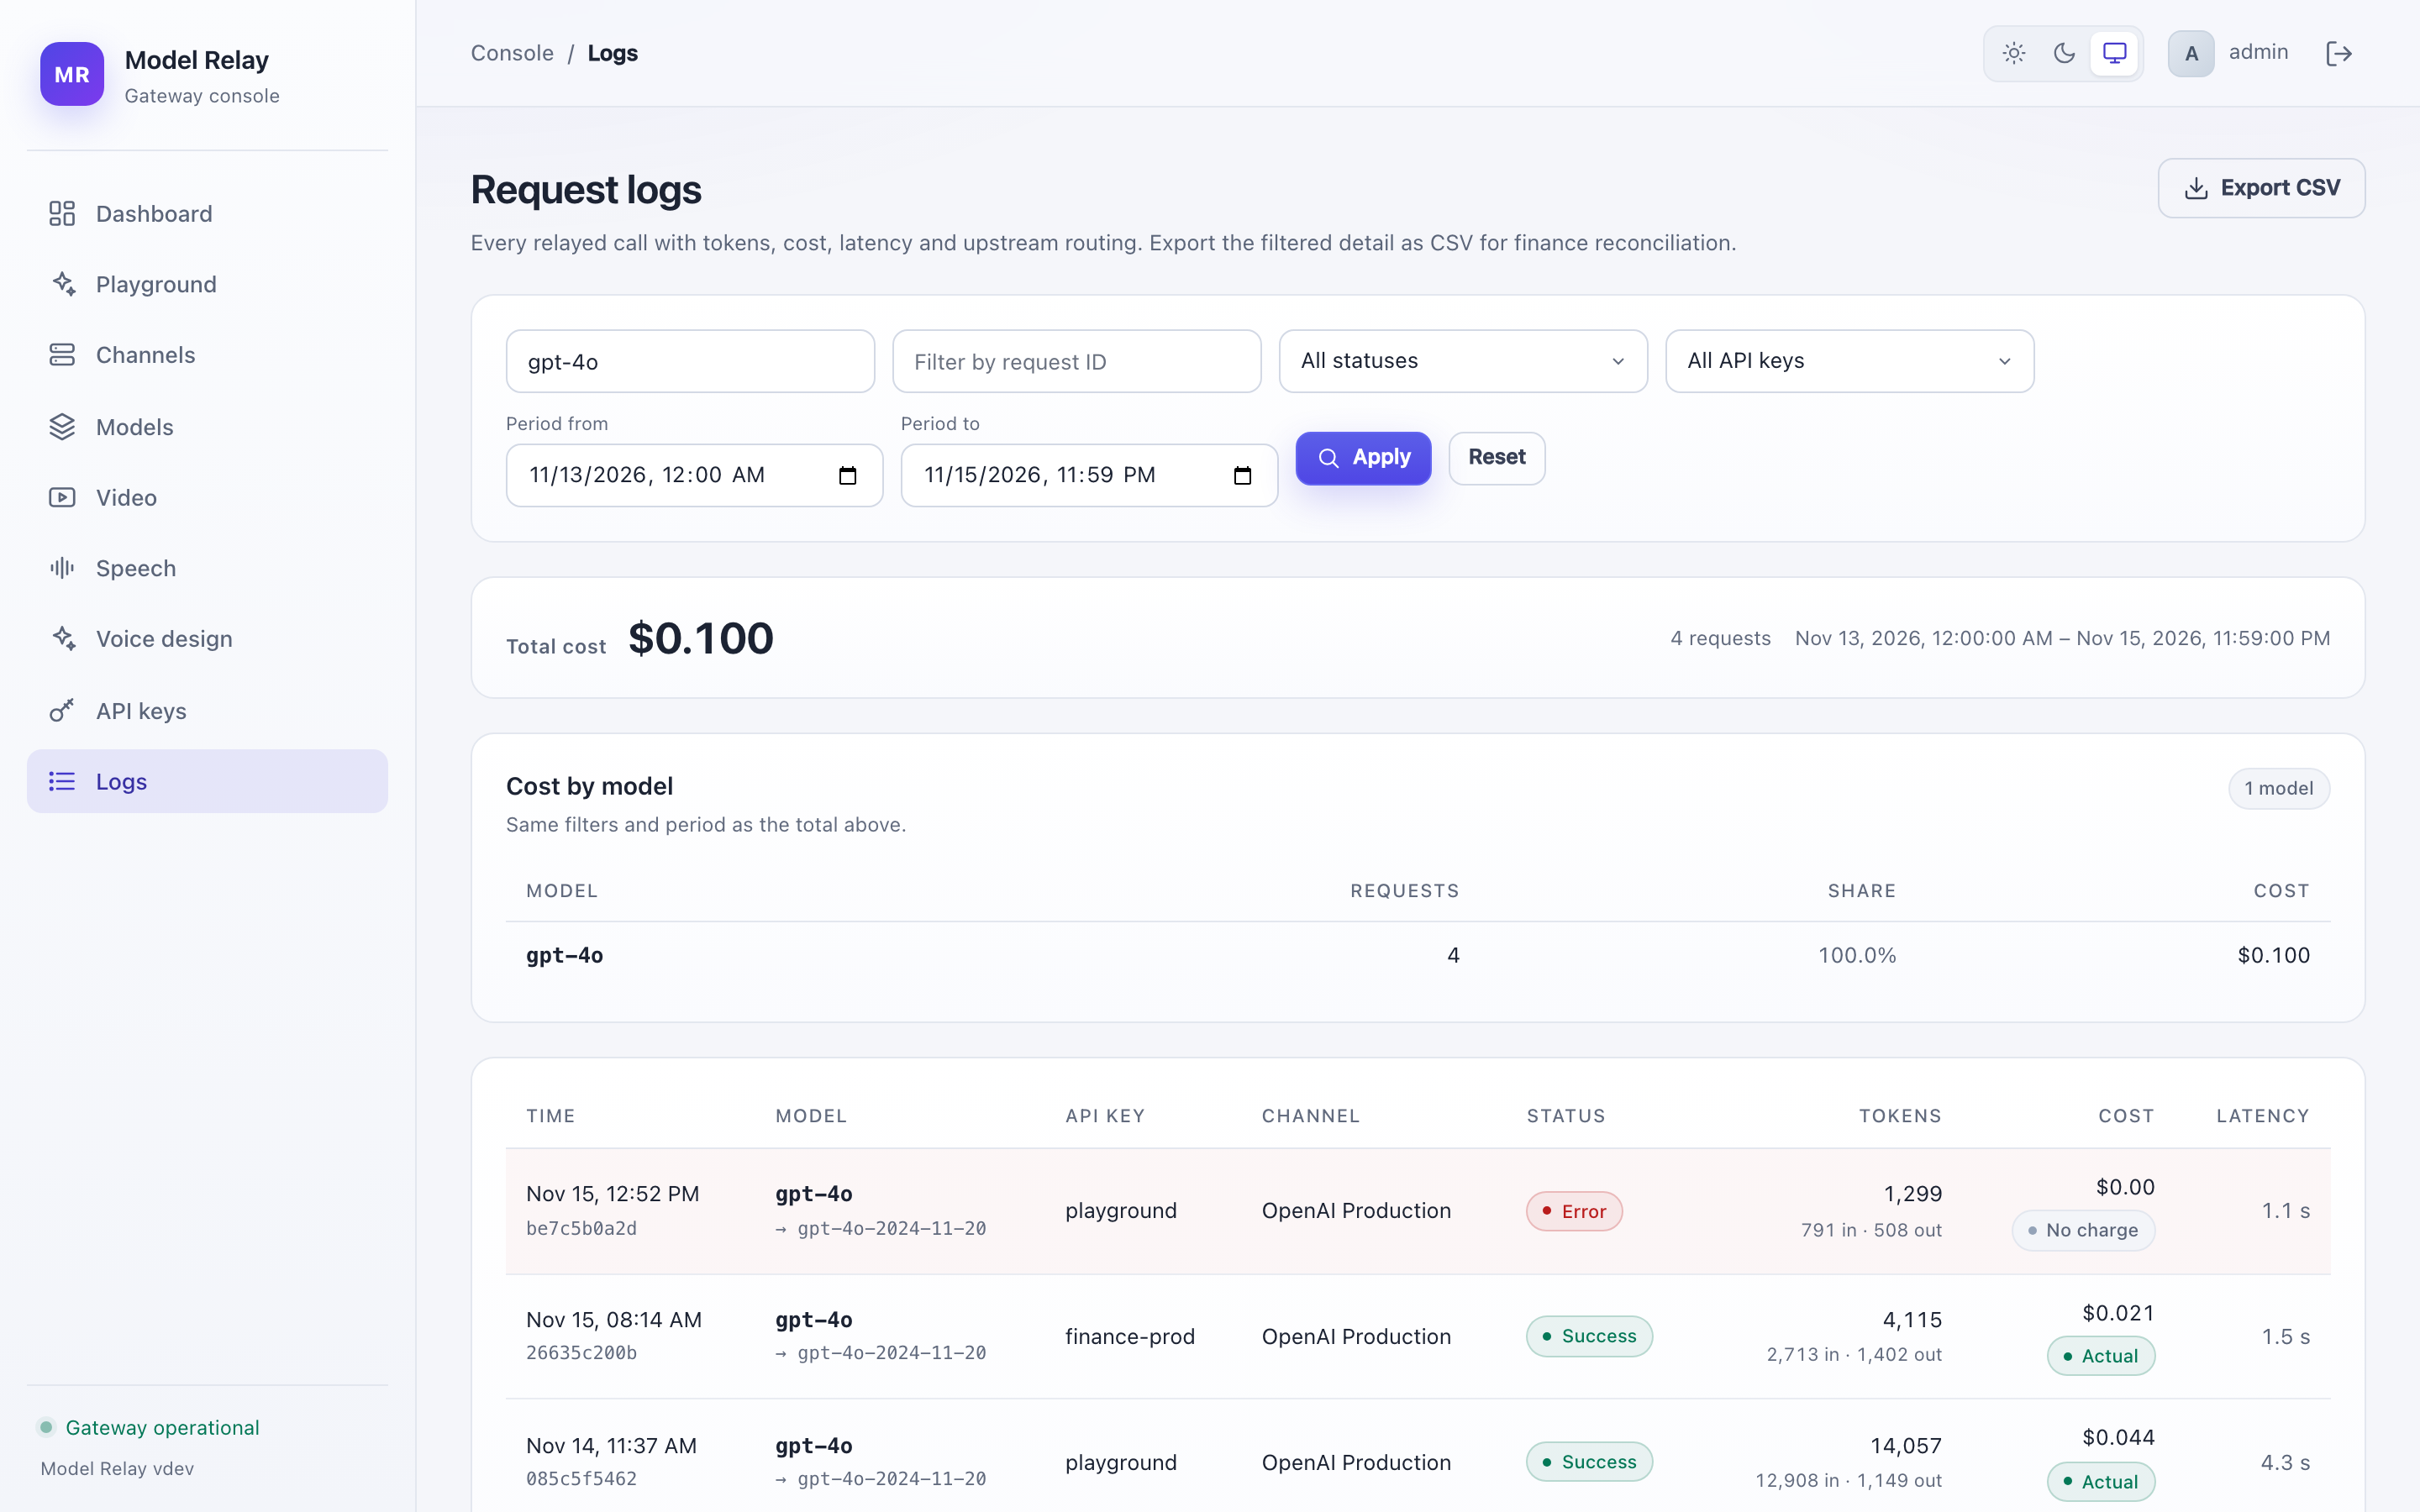 MR
Model Relay
Gateway console
Dashboard
Playground
Channels
Models
Video
Speech
Voice design
API keys
Logs
Gateway operational
Model Relay vdev
Console / Logs
A admin
Request logs
Export CSV
Every relayed call with tokens, cost, latency and upstream routing. Export the filtered detail as CSV for finance reconciliation.
gpt-4o Filter by request ID All statuses All API keys
Period from Period to
11/13/2026, 12:00 AM 11/15/2026, 11:59 PM Apply Reset
Total cost $0.100 4 requests Nov 13, 2026, 12:00:00 AM – Nov 15, 2026, 11:59:00 PM
Cost by model 1 model
Same filters and period as the total above.
MODEL REQUESTS SHARE COST
gpt-4o 4 100.0% $0.100
TIME MODEL API KEY CHANNEL STATUS TOKENS COST LATENCY
Nov 15, 12:52 PM gpt-4o playground OpenAI Production Error 1,299 $0.00 1.1 s
be7c5b0a2d → gpt-4o-2024-11-20 791 in · 508 out No charge
Nov 15, 08:14 AM gpt-4o finance-prod OpenAI Production Success 4,115 $0.021 1.5 s
26635c200b → gpt-4o-2024-11-20 2,713 in · 1,402 out Actual
Nov 14, 11:37 AM gpt-4o playground OpenAI Production Success 14,057 $0.044 4.3 s
085c5f5462 → gpt-4o-2024-11-20 12,908 in · 1,149 out Actual